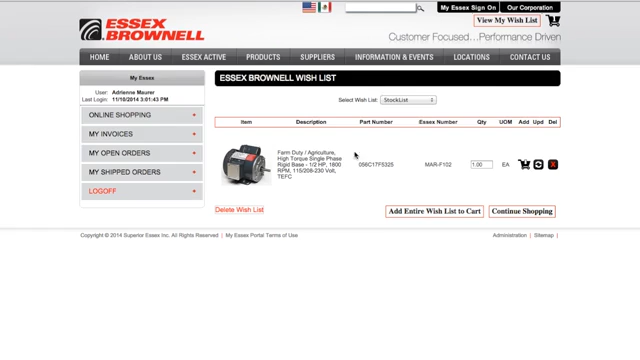 My Essex Sign On
Our Corporation
ESSEX
BROWNELL
View My Wish List
Customer Focused...Performance Driven
HOME
ABOUT US
ESSEX ACTIVE
PRODUCTS
SUPPLIERS
INFORMATION & EVENTS
LOCATIONS
CONTACT US
My Essex
User: Adrienne Maurer
Last Login: 11/10/2014 3:01:43 PM
ONLINE SHOPPING +
MY INVOICES +
MY OPEN ORDERS +
MY SHIPPED ORDERS +
LOGOFF +
ESSEX BROWNELL WISH LIST
Select Wish List: StockList
Item Description Part Number Essex Number Qty UOM Add Upd Del
Farm Duty / Agriculture,
High Torque Single Phase
Rigid Base - 1/2 HP, 1800
RPM, 115/208-230 Volt,
TEFC
056C17F5325
MAR-F102
1.00
EA
Delete Wish List
Add Entire Wish List to Cart
Continue Shopping
Copyright © 2014 Superior Essex Inc. All Rights Reserved | My Essex Portal Terms of Use
Administration | Sitemap |